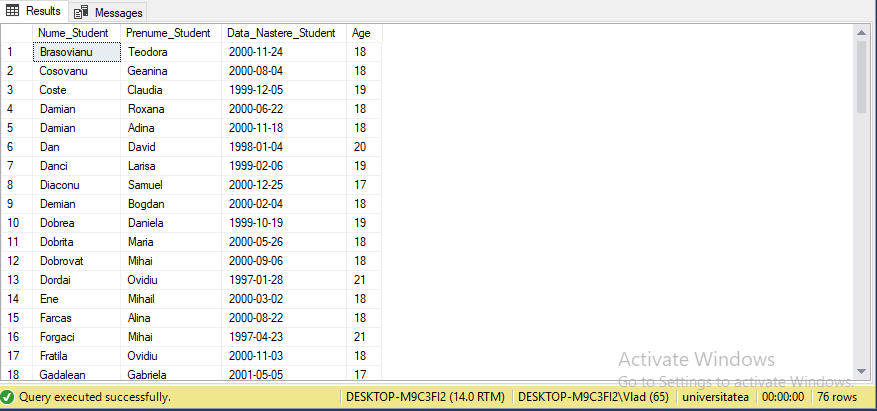 Results Messages
Nume_Student Prenume_Student Data_Nastere_Student Age
1 Brasovianu Teodora 2000-11-24 18
2 Cosovanu Geanina 2000-08-04 18
3 Coste Claudia 1999-12-05 19
4 Damian Roxana 2000-06-22 18
5 Damian Adina 2000-11-18 18
6 Dan David 1998-01-04 20
7 Danci Larisa 1999-02-06 19
8 Diaconu Samuel 2000-12-25 17
9 Demian Bogdan 2000-02-04 18
10 Dobrea Daniela 1999-10-19 19
11 Dobrita Maria 2000-05-26 18
12 Dobrovat Mihai 2000-09-06 18
13 Dordai Ovidiu 1997-01-28 21
14 Ene Mihail 2000-03-02 18
15 Farcas Alina 2000-08-22 18
16 Forgaci Mihai 1997-04-23 21
17 Fratila Ovidiu 2000-11-03 18
18 Gadalean Gabriela 2001-05-05 17
Activate Windows
Go to Settings to activate Windows.
Query executed successfully. DESKTOP-M9C3FI2 (14.0 RTM) DESKTOP-M9C3FI2\Vlad (65) universitatea 00:00:00 76 rows